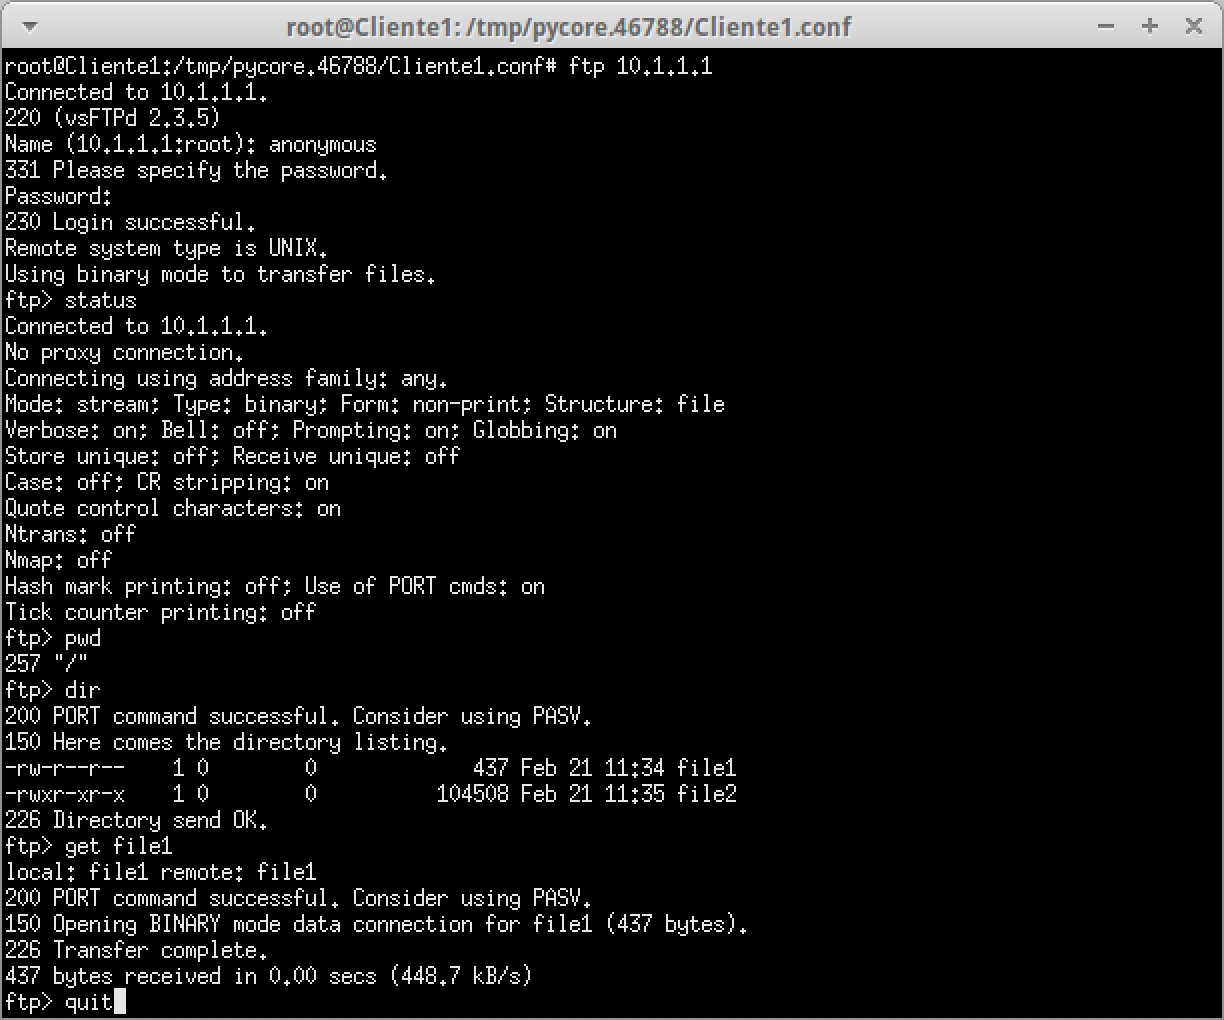 root@Cliente1: /tmp/pycore.46788/Cliente1.conf
root@Cliente1:/tmp/pycore.46788/Cliente1.conf# ftp 10.1.1.1
Connected to 10.1.1.1.
220 (vsFTPd 2.3.5)
Name (10.1.1.1:root): anonymous
331 Please specify the password.
Password:
230 Login successful.
Remote system type is UNIX.
Using binary mode to transfer files.
ftp> status
Connected to 10.1.1.1.
No proxy connection.
Connecting using address family: any.
Mode: stream; Type: binary; Form: non-print; Structure: file
Verbose: on; Bell: off; Prompting: on; Globbing: on
Store unique: off; Receive unique: off
Case: off; CR stripping: on
Quote control characters: on
Ntrans: off
Nmap: off
Hash mark printing: off; Use of PORT cmds: on
Tick counter printing: off
ftp> pwd
257 "/"
ftp> dir
200 PORT command successful. Consider using PASV.
150 Here comes the directory listing.
-rw-r--r--    1 0        0             437 Feb 21 11:34 file1
-rwxr-xr-x    1 0        0          104508 Feb 21 11:35 file2
226 Directory send OK.
ftp> get file1
local: file1 remote: file1
200 PORT command successful. Consider using PASV.
150 Opening BINARY mode data connection for file1 (437 bytes).
226 Transfer complete.
437 bytes received in 0.00 secs (448.7 kB/s)
ftp> quit